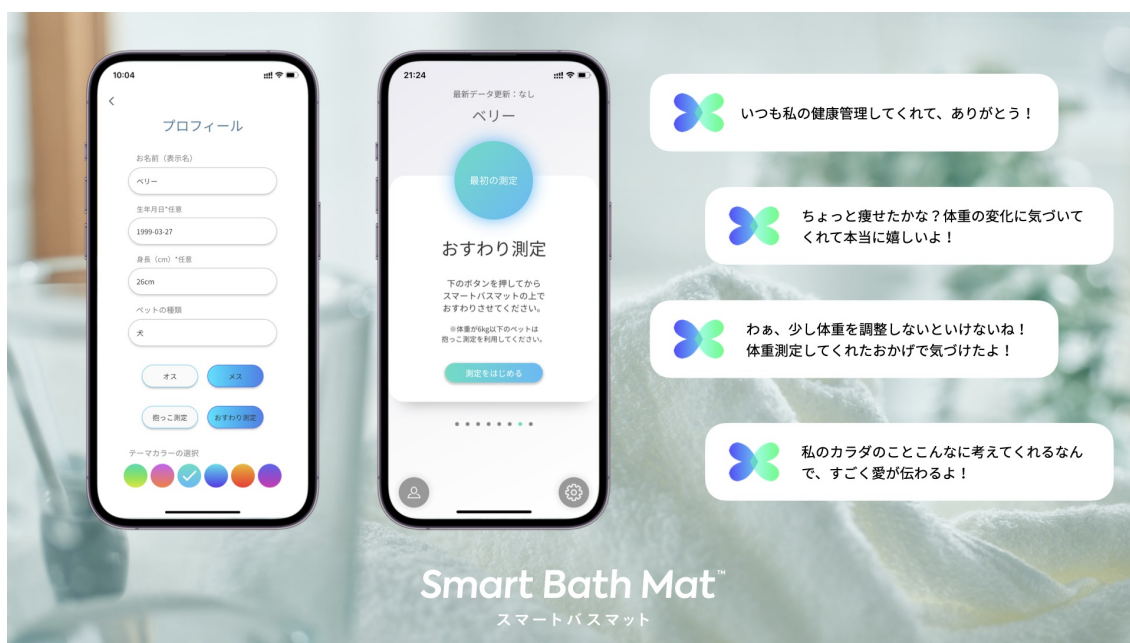 10:04
プロフィール
お名前（表示名）
ベリー
生年月日*任意
1999-03-27
身長（cm）*任意
26cm
ペットの種類
犬
オス
メス
抱っこ測定
おすわり測定
テーマカラーの選択
21:24
最新データ更新：なし
ベリー
最初の測定
おすわり測定
下のボタンを押してから
スマートバスマットの上で
おすわりさせてください。
※体重が6kg以下のペットは
抱っこ測定を利用してください。
測定をはじめる
いつも私の健康管理してくれて、ありがとう！
ちょっと痩せたかな？体重の変化に気づいて
くれて本当に嬉しいよ！
わぁ、少し体重を調整しないといけないね！
体重測定してくれたおかげで気づけたよ！
私のカラダのことこんなに考えてくれるなん
で、すごく愛が伝わるよ！
Smart Bath Mat™
スマートバスマット